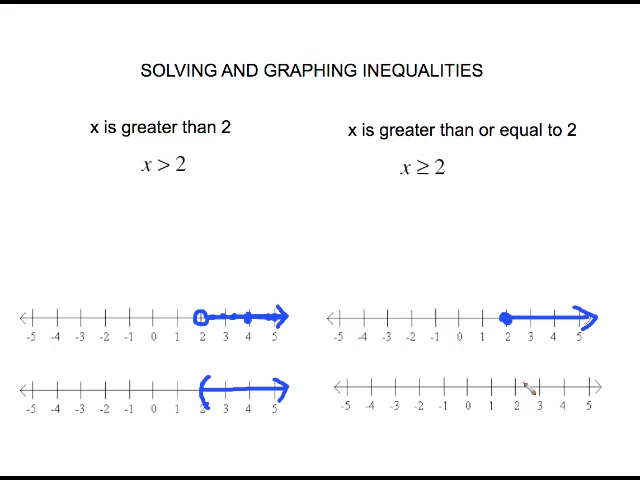 SOLVING AND GRAPHING INEQUALITIES
x is greater than 2
x is greater than or equal to 2
x > 2
x ≥ 2
-5 -4 -3 -2 -1 0 1 2 3 4 5
-5 -4 -3 -2 -1 0 1 2 3 4 5
-5 -4 -3 -2 -1 0 1 2 3 4 5
-5 -4 -3 -2 -1 0 1 2 3 4 5